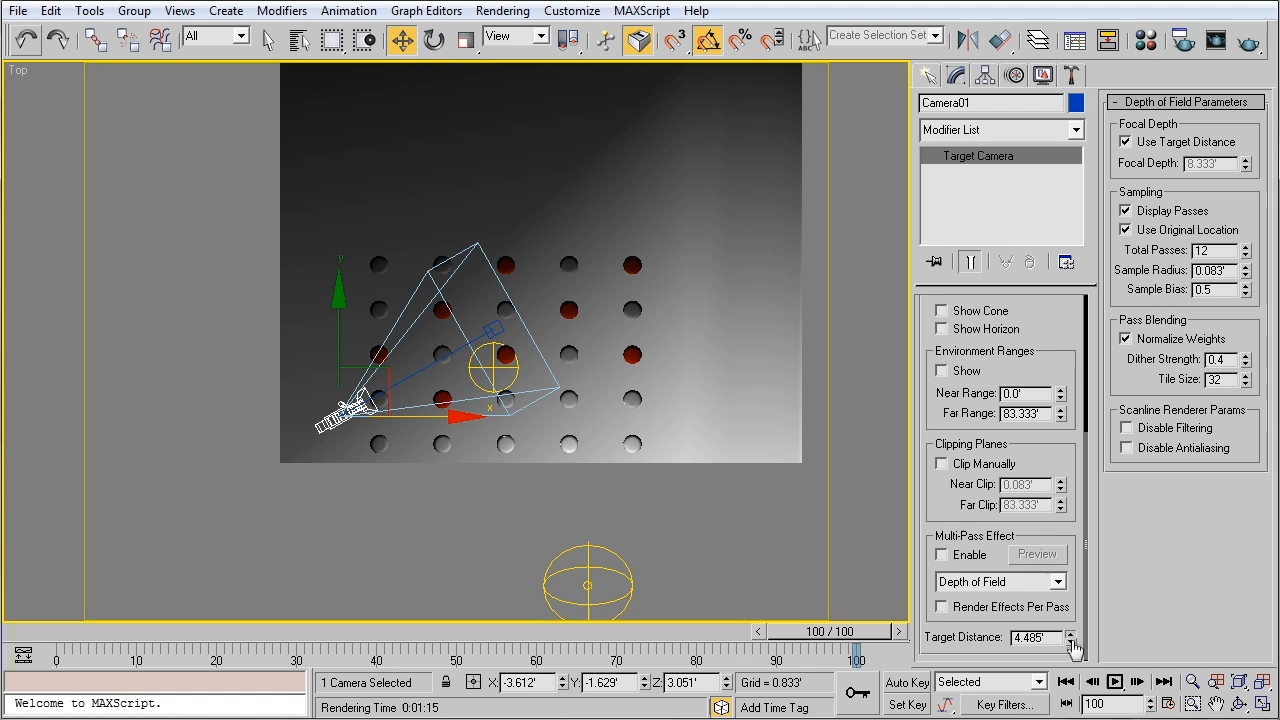 File Edit Tools Group Views Create Modifiers Animation Graph Editors Rendering Customize MAXScript Help
All View 3 % ABC Create Selection Set
Top
y
x
Camera01
Modifier List
Target Camera
Show Cone
Show Horizon
Environment Ranges
Show
Near Range: 0.0'
Far Range: 83.333'
Clipping Planes
Clip Manually
Near Clip: 0.083'
Far Clip: 83.333'
Multi-Pass Effect
Enable Preview
Depth of Field
Render Effects Per Pass
Target Distance: 4.485'
- Depth of Field Parameters
Focal Depth
Use Target Distance
Focal Depth: 8.333'
Sampling
Display Passes
Use Original Location
Total Passes: 12
Sample Radius: 0.083'
Sample Bias: 0.5
Pass Blending
Normalize Weights
Dither Strength: 0.4
Tile Size: 32
Scanline Renderer Params
Disable Filtering
Disable Antialiasing
< 100 / 100 >
0 10 20 30 40 50 60 70 80 90 100
1 Camera Selected X: -3.612' Y: -1.629' Z: 3.051' Grid = 0.833' Auto Key Selected
Welcome to MAXScript. Rendering Time 0:01:15 Add Time Tag Set Key Key Filters... 100